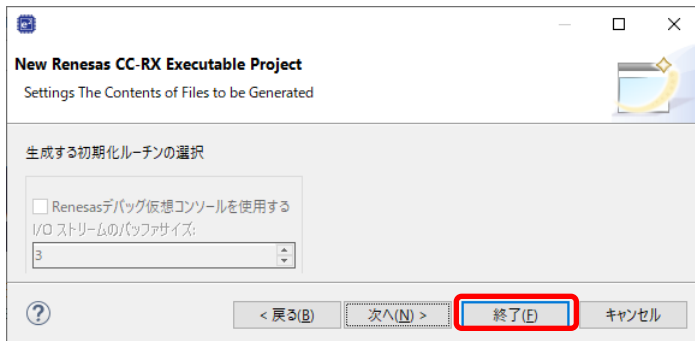 New Renesas CC-RX Executable Project
Settings The Contents of Files to be Generated
生成する初期化ルーチンの選択
Renesasデバッグ仮想コンソールを使用する
I/O ストリームのバッファサイズ:
3
< 戻る(B) 次へ(N) > 終了(F) キャンセル